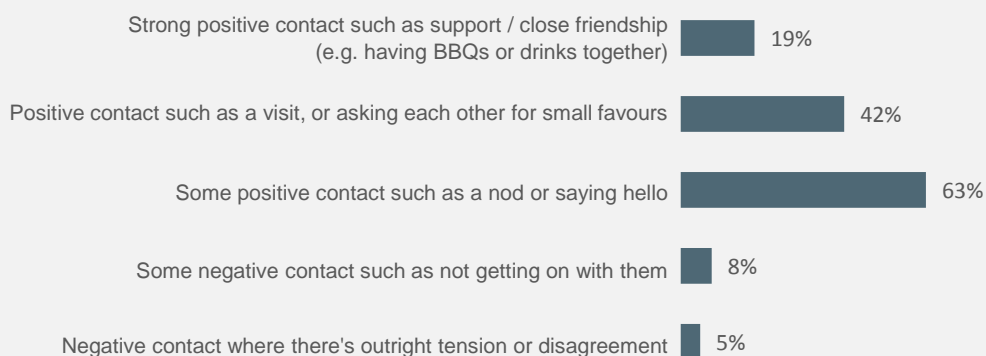 Strong positive contact such as support / close friendship
(e.g. having BBQs or drinks together)
19%
Positive contact such as a visit, or asking each other for small favours
42%
Some positive contact such as a nod or saying hello
63%
Some negative contact such as not getting on with them
8%
Negative contact where there's outright tension or disagreement
5%